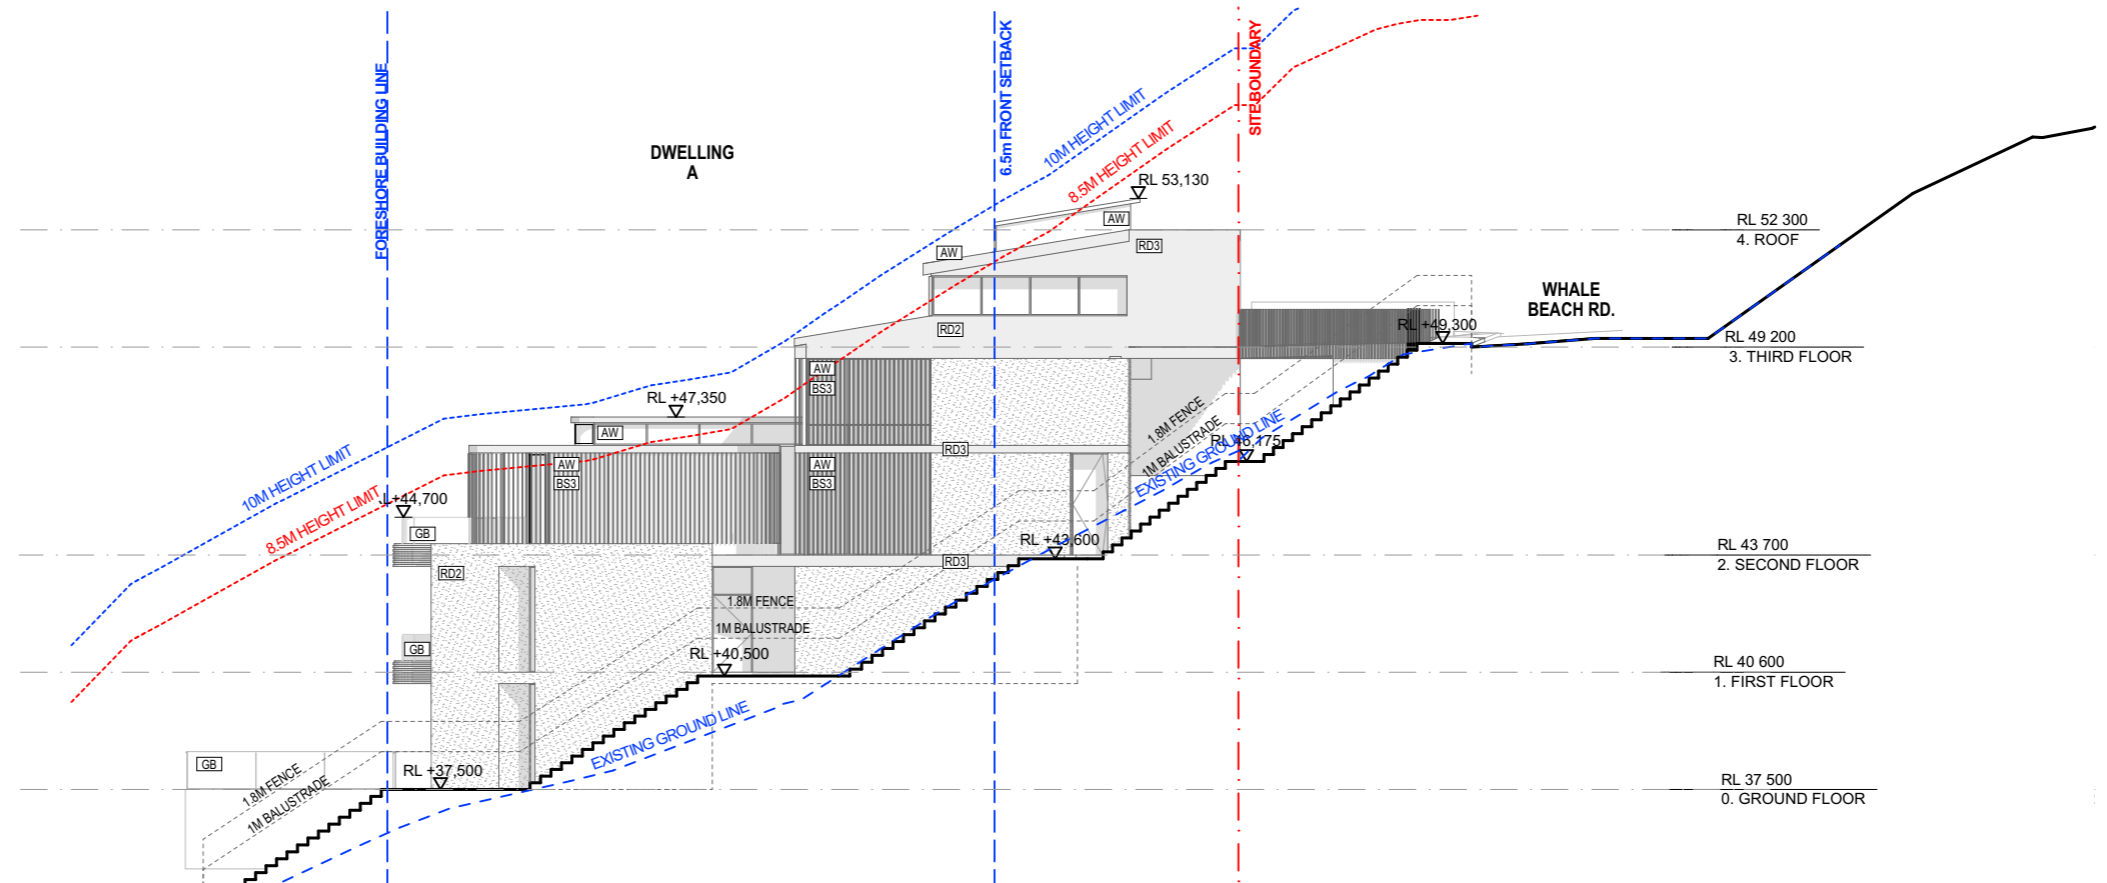 FORESHORE BUILDING LINE
6.5m FRONT SETBACK
SITE BOUNDARY
10M HEIGHT LIMIT
8.5M HEIGHT LIMIT
DWELLING
A
RL 53,130
AW
RD3
AW
RL 52 300
4. ROOF
WHALE
BEACH RD.
RD2
RL +49,300
RL 49 200
3. THIRD FLOOR
AW
BS3
RL +47,350
AW
1.8M FENCE
1M BALUSTRADE
EXISTING GROUND LINE
RL 46,175
RD3
AW
BS3
AW
BS3
10M HEIGHT LIMIT
8.5M HEIGHT LIMIT
L+44,700
GB
RL +43,600
RL 43 700
2. SECOND FLOOR
RD3
RD2
1.8M FENCE
1M BALUSTRADE
GB
RL +40,500
RL 40 600
1. FIRST FLOOR
EXISTING GROUND LINE
GB
1.8M FENCE
1M BALUSTRADE
RL +37,500
RL 37 500
0. GROUND FLOOR